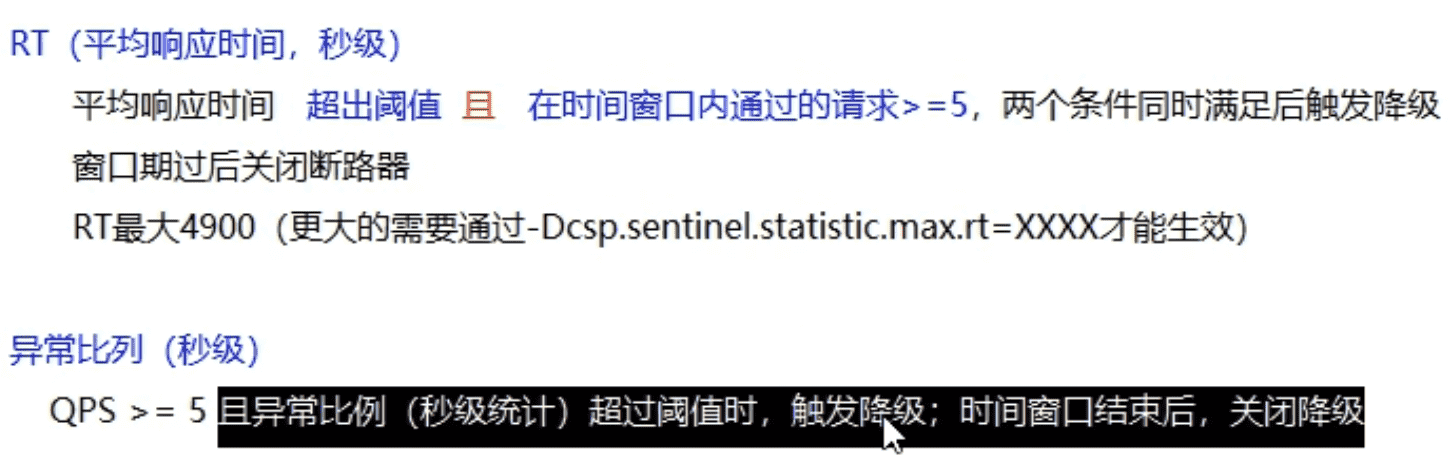 RT（平均响应时间，秒级）
平均响应时间 超出阈值 且 在时间窗口内通过的请求>=5，两个条件同时满足后触发降级
窗口期过后关闭断路器
RT最大4900（更大的需要通过-Dcsp.sentinel.statistic.max.rt=XXXX才能生效）
异常比列（秒级）
QPS >= 5 且异常比例（秒级统计）超过阈值时，触发降级；时间窗口结束后，关闭降级